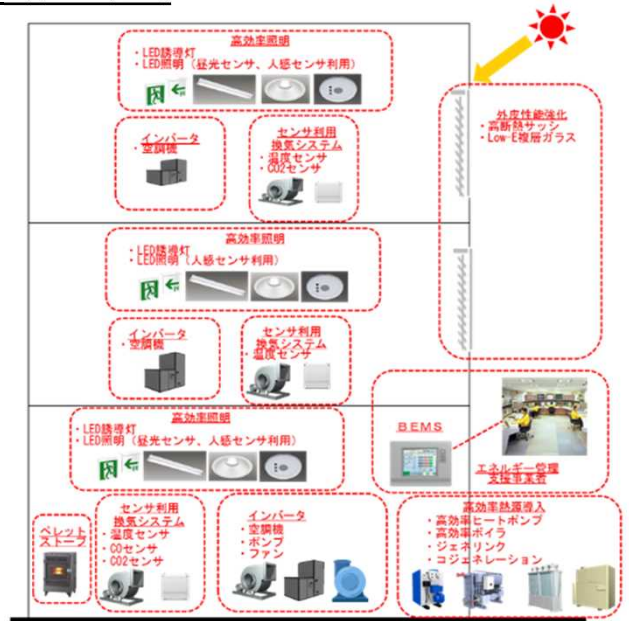 高効率照明
・LED誘導灯
・LED照明（昼光センサ、人感センサ利用）
インバータ
・空調機
センサ利用
換気システム
・温度センサ
・CO2センサ
外皮性能強化
・高断熱サッシ
・Low-E複層ガラス
高効率照明
・LED誘導灯
・LED照明（人感センサ利用）
インバータ
・空調機
センサ利用
換気システム
・温度センサ
高効率照明
・LED誘導灯
・LED照明（昼光センサ、人感センサ利用）
BEMS
エネルギー管理
支援事業者
ペレット
ストーブ
センサ利用
換気システム
・温度センサ
・COセンサ
・CO2センサ
インバータ
・空調機
・ポンプ
・ファン
高効率熱源導入
・高効率ヒートポンプ
・高効率ボイラ
・ジェネリンク
・コジェネレーション